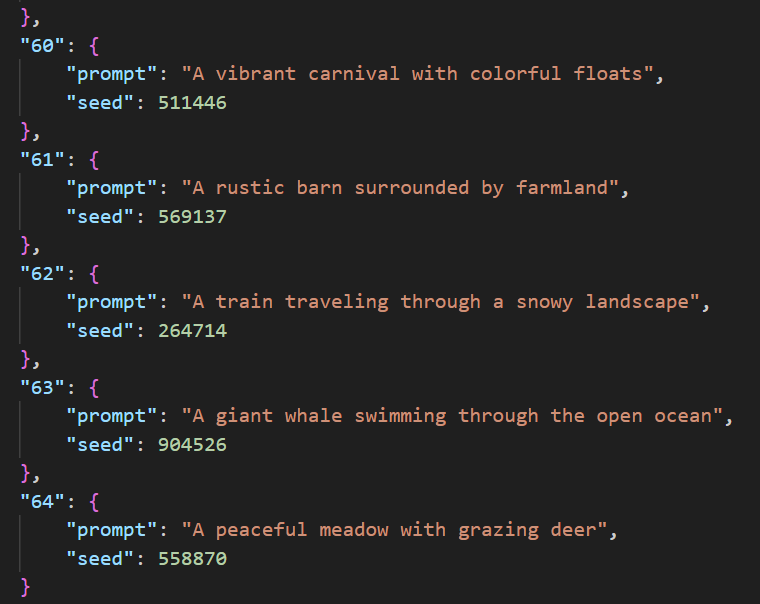 },
"60": {
"prompt": "A vibrant carnival with colorful floats",
"seed": 511446
},
"61": {
"prompt": "A rustic barn surrounded by farmland",
"seed": 569137
},
"62": {
"prompt": "A train traveling through a snowy landscape",
"seed": 264714
},
"63": {
"prompt": "A giant whale swimming through the open ocean",
"seed": 904526
},
"64": {
"prompt": "A peaceful meadow with grazing deer",
"seed": 558870
}